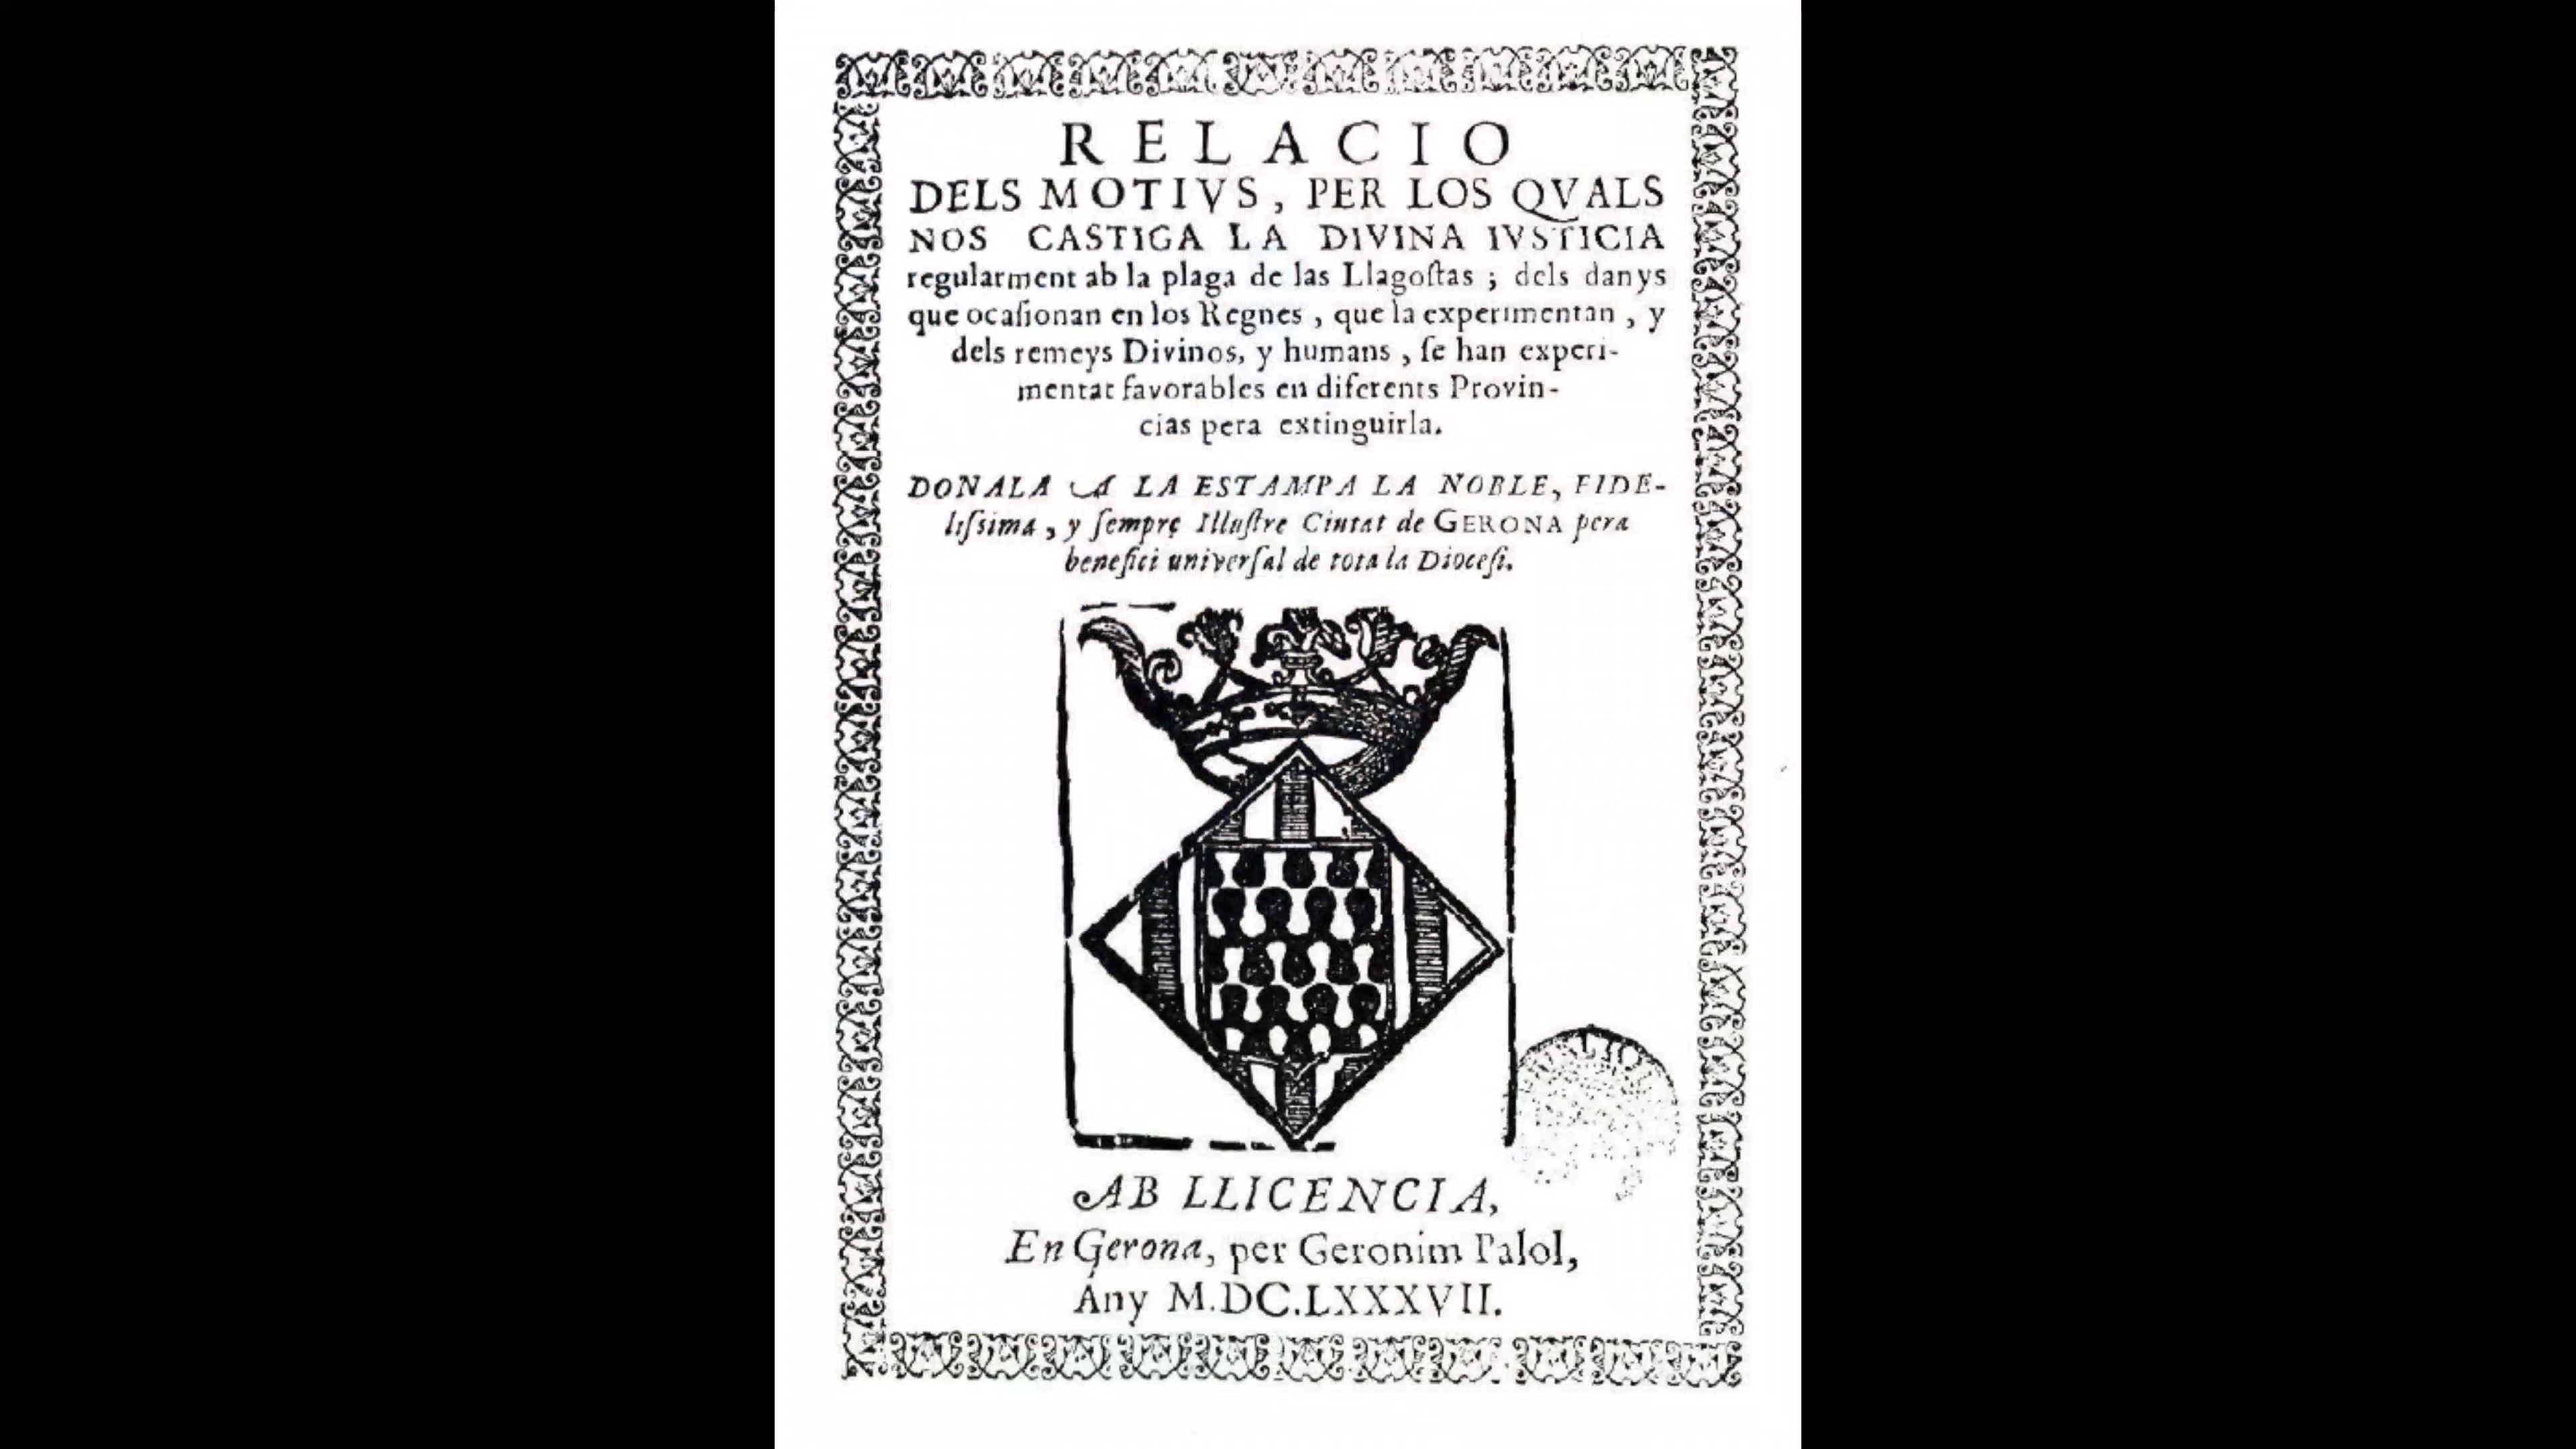 RELACIO
DELS MOTIVS, PER LOS QVALS
NOS CASTIGA LA DIVINA IVSTICIA
regularment ab la plaga de las Llagoſtas ; dels danys
que ocaſionan en los Regnes , que la experimentan , y
dels remeys Divinos, y humans , ſe han experi-
mentat favorables en diferents Provin-
cias pera extinguirla.
DONALA A LA ESTAMPA LA NOBLE, FIDE-
liſsima , y ſempre Illuſtre Ciutat de GERONA pera
benefici univerſal de tota la Dioceſi.
AB LLICENCIA,
En Gerona, per Geronim Palol,
Any M.DC.LXXXVII.